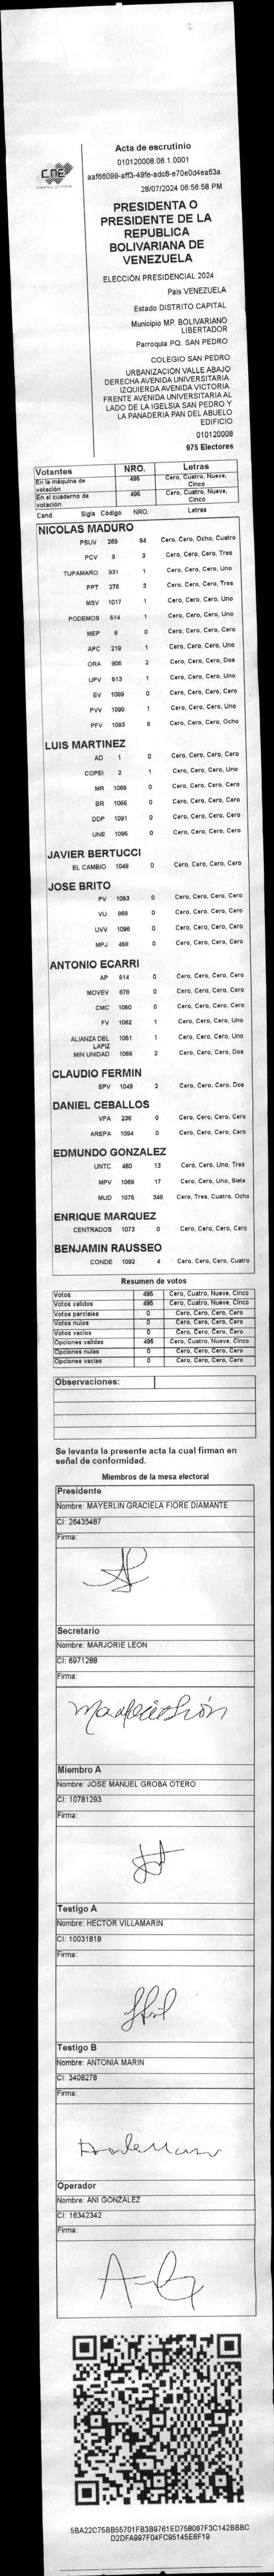 Acta de escrutinio
010120008.06.1.0001
aaf66099-aff3-49fe-adc8-e70e0d4ea63a
28/07/2024 06:56:58 PM
CNE
PRESIDENTA O
PRESIDENTE DE LA
REPUBLICA
BOLIVARIANA DE
VENEZUELA
ELECCIÓN PRESIDENCIAL 2024
Pais VENEZUELA
Estado DISTRITO CAPITAL
Municipio MP. BOLIVARIANO
LIBERTADOR
Parroquia PQ. SAN PEDRO
COLEGIO SAN PEDRO
URBANIZACIÓN VALLE ABAJO
DERECHA AVENIDA UNIVERSITARIA.
IZQUIERDA AVENIDA VICTORIA.
FRENTE AVENIDA UNIVERSITARIA AL
LADO DE LA IGELSIA SAN PEDRO Y
LA PANADERIA PAN DEL ABUELO
EDIFICIO
010120008
975 Electores
Votantes NRO. Letras
En la máquina de votación 495 Cero, Cuatro, Nueve, Cinco
En el cuaderno de votación 495 Cero, Cuatro, Nueve, Cinco
Cand. Sigla Código NRO. Letras
NICOLAS MADURO
PSUV 269 84 Cero, Cero, Ocho, Cuatro
PCV 9 3 Cero, Cero, Cero, Tres
TUPAMARO 931 1 Cero, Cero, Cero, Uno
PPT 276 3 Cero, Cero, Cero, Tres
MSV 1017 1 Cero, Cero, Cero, Uno
PODEMOS 514 1 Cero, Cero, Cero, Uno
MEP 6 0 Cero, Cero, Cero, Cero
APC 219 1 Cero, Cero, Cero, Uno
ORA 906 2 Cero, Cero, Cero, Dos
UPV 513 1 Cero, Cero, Cero, Uno
EV 1089 0 Cero, Cero, Cero, Cero
PVV 1090 1 Cero, Cero, Cero, Uno
PFV 1093 8 Cero, Cero, Cero, Ocho
LUIS MARTINEZ
AD 1 0 Cero, Cero, Cero, Cero
COPEI 2 1 Cero, Cero, Cero, Uno
MR 1065 0 Cero, Cero, Cero, Cero
BR 1066 0 Cero, Cero, Cero, Cero
DDP 1091 0 Cero, Cero, Cero, Cero
UNE 1095 0 Cero, Cero, Cero, Cero
JAVIER BERTUCCI
EL CAMBIO 1048 0 Cero, Cero, Cero, Cero
JOSE BRITO
PV 1053 0 Cero, Cero, Cero, Cero
VU 968 0 Cero, Cero, Cero, Cero
UVV 1096 0 Cero, Cero, Cero, Cero
MPJ 459 0 Cero, Cero, Cero, Cero
ANTONIO ECARRI
AP 914 0 Cero, Cero, Cero, Cero
MOVEV 978 0 Cero, Cero, Cero, Cero
CMC 1050 0 Cero, Cero, Cero, Cero
FV 1062 1 Cero, Cero, Cero, Uno
ALIANZA DEL LAPIZ 1051 1 Cero, Cero, Cero, Uno
MIN UNIDAD 1068 2 Cero, Cero, Cero, Dos
CLAUDIO FERMIN
SPV 1049 2 Cero, Cero, Cero, Dos
DANIEL CEBALLOS
VPA 236 0 Cero, Cero, Cero, Cero
AREPA 1094 0 Cero, Cero, Cero, Cero
EDMUNDO GONZALEZ
UNTC 460 13 Cero, Cero, Uno, Tres
MPV 1069 17 Cero, Cero, Uno, Siete
MUD 1075 348 Cero, Tres, Cuatro, Ocho
ENRIQUE MARQUEZ
CENTRADOS 1073 0 Cero, Cero, Cero, Cero
BENJAMIN RAUSSEO
CONDE 1092 4 Cero, Cero, Cero, Cuatro
Resumen de votos
Votos 495 Cero, Cuatro, Nueve, Cinco
Votos validos 495 Cero, Cuatro, Nueve, Cinco
Votos parciales 0 Cero, Cero, Cero, Cero
Votos nulos 0 Cero, Cero, Cero, Cero
Votos vacios 0 Cero, Cero, Cero, Cero
Opciones validas 495 Cero, Cuatro, Nueve, Cinco
Opciones nulas 0 Cero, Cero, Cero, Cero
Opciones vacias 0 Cero, Cero, Cero, Cero
Observaciones:
Se levanta la presente acta la cual firman en
señal de conformidad.
Miembros de la mesa electoral
Presidente
Nombre: MAYERLIN GRACIELA FIORE DIAMANTE
CI: 26435487
Firma:
Secretario
Nombre: MARJORIE LEON
CI: 6971288
Firma:
Miembro A
Nombre: JOSE MANUEL GROBA OTERO
CI: 10781293
Firma:
Testigo A
Nombre: HECTOR VILLAMARIN
CI: 10031818
Firma:
Testigo B
Nombre: ANTONIA MARIN
CI: 3408278
Firma:
Operador
Nombre: ANI GONZALEZ
CI: 16342342
Firma:
5BA22C75BB55701FB3B9761ED758067F3C142BBBC
D2DFA997F04FC95145E6F19